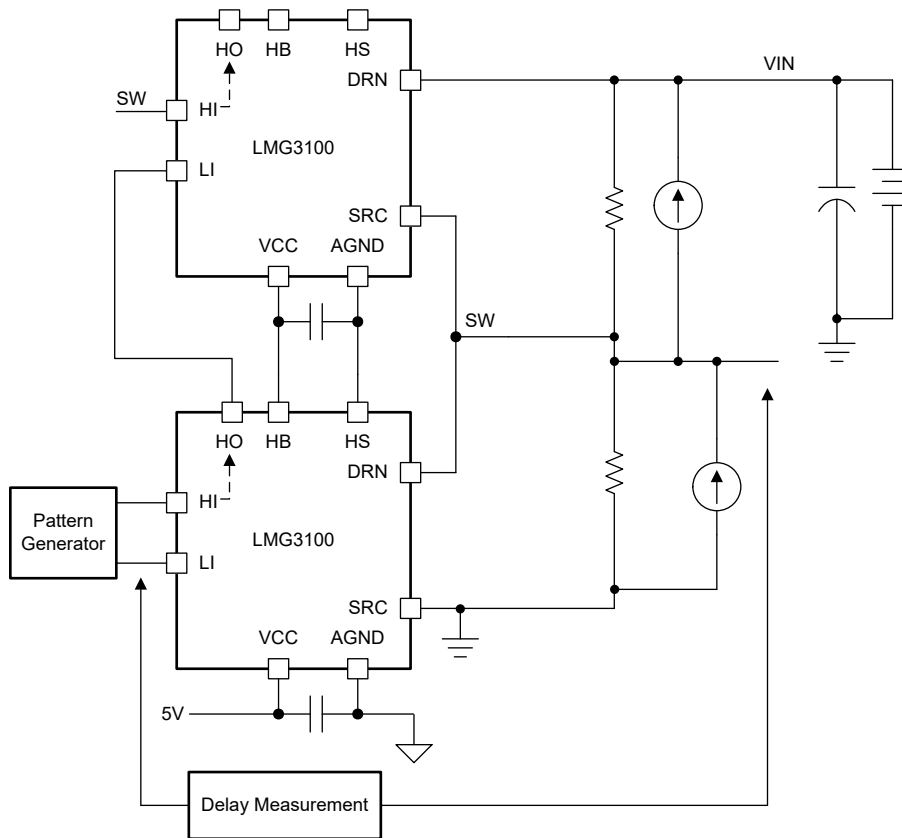 HO HB HS
DRN
VIN
SW
HI
LMG3100
LI
SRC
VCC AGND
SW
HO HB HS
DRN
HI
Pattern
Generator
LMG3100
LI
SRC
VCC AGND
5V
Delay Measurement